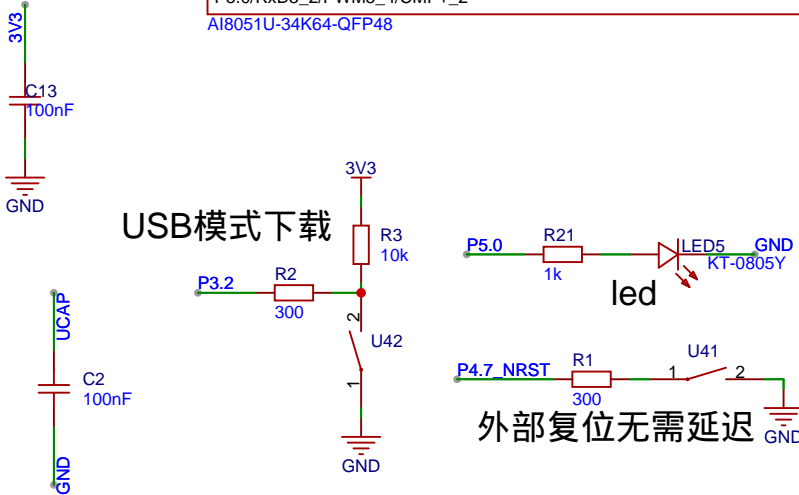 AI8051U-34K64-QFP48
3V3
C13
100nF
GND
3V3
USB模式下载
R3
10k
P3.2
R2
300
2
U42
1
GND
P5.0
R21
1k
LED5
GND
KT-0805Y
led
UCAP
C2
100nF
GND
P4.7_NRST
R1
300
1
U41
2
外部复位无需延迟
GND